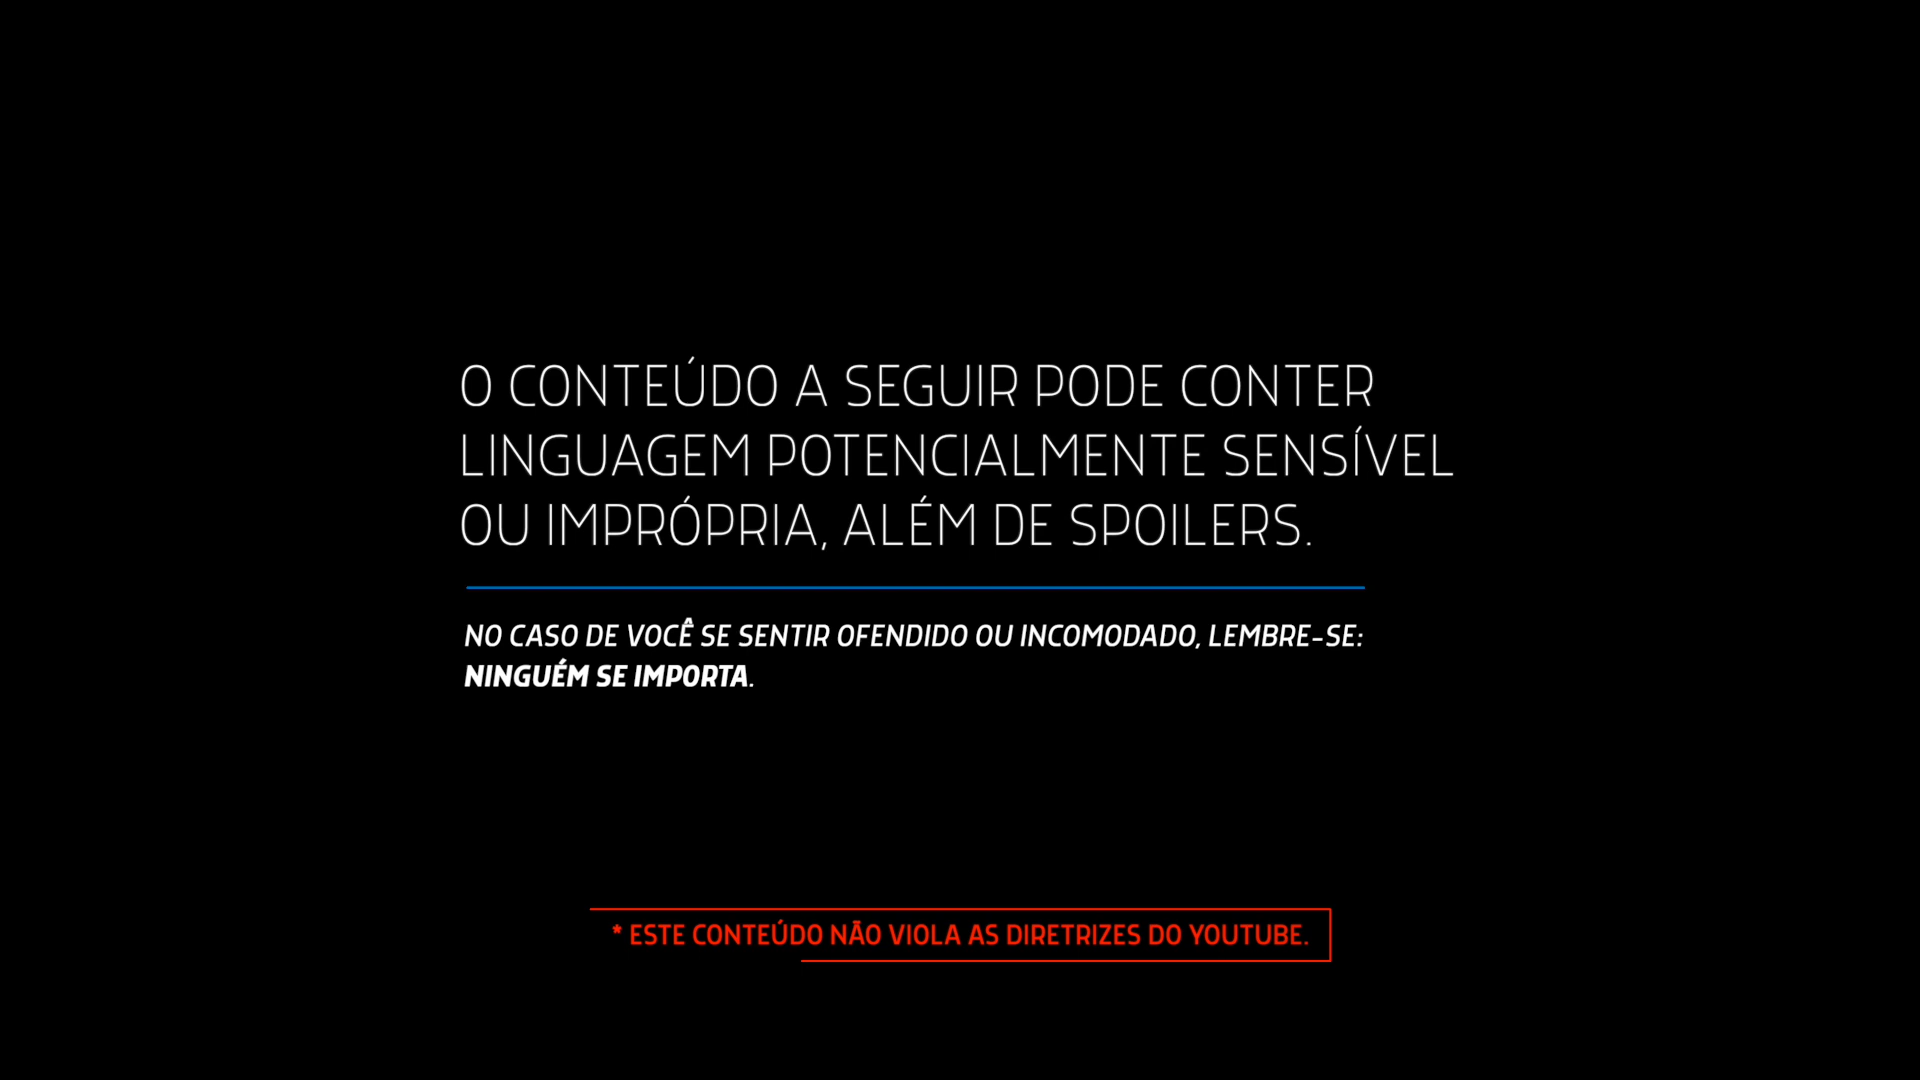 O CONTEÚDO A SEGUIR PODE CONTER
LINGUAGEM POTENCIALMENTE SENSÍVEL
OU IMPRÓPRIA, ALÉM DE SPOILERS.
NO CASO DE VOCÊ SE SENTIR OFENDIDO OU INCOMODADO, LEMBRE-SE:
NINGUÉM SE IMPORTA.
* ESTE CONTEÚDO NÃO VIOLA AS DIRETRIZES DO YOUTUBE.